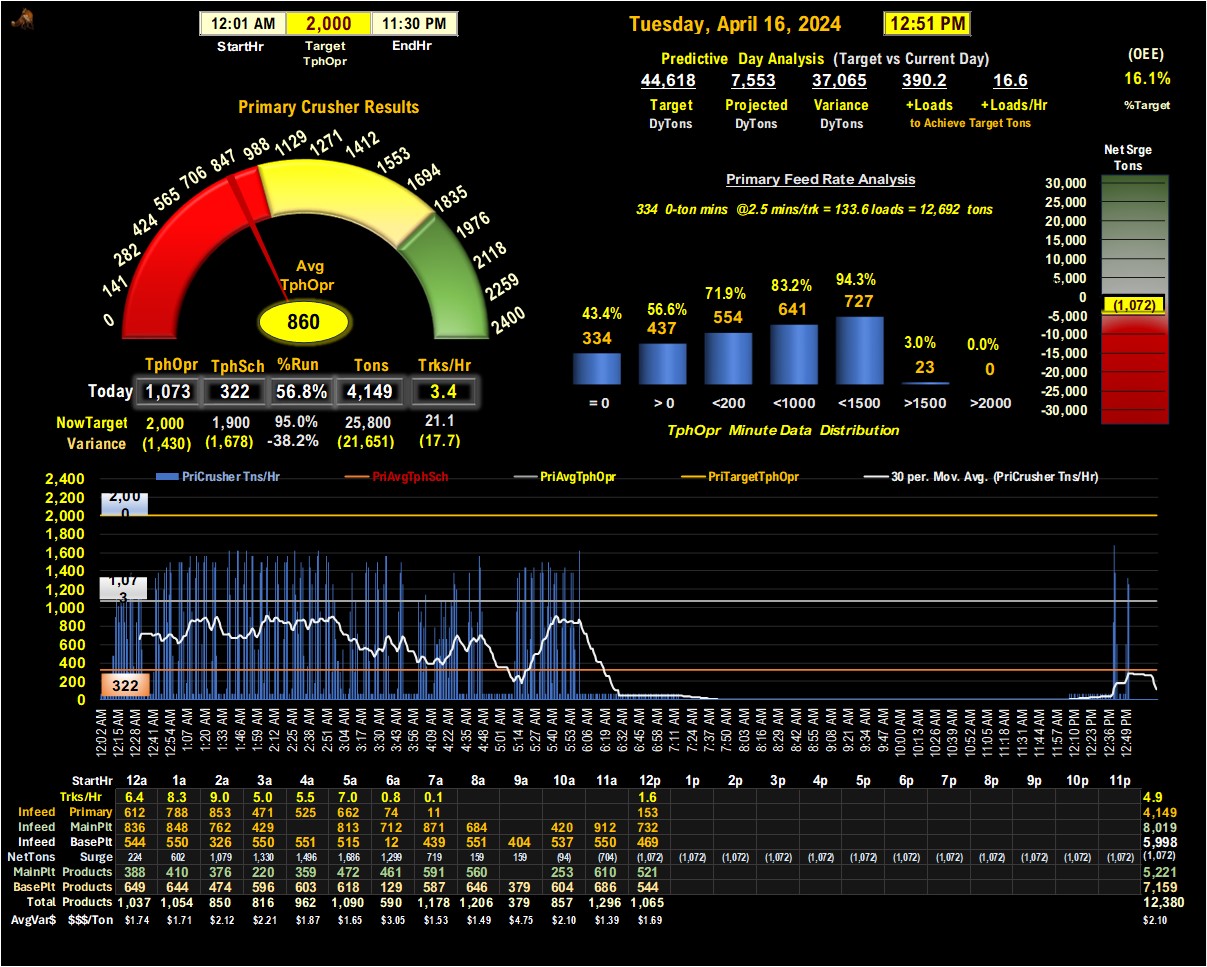 12:01 AM 2,000 11:30 PM
StartHr Target TphOpr EndHr
Tuesday, April 16, 2024 12:51 PM
Predictive Day Analysis (Target vs Current Day)
44,618 7,553 37,065 390.2 16.6
Target Projected Variance +Loads +Loads/Hr
DyTons DyTons DyTons to Achieve Target Tons
(OEE)
16.1%
%Target
Primary Crusher Results
0 141 282 424 565 706 847 988 1129 1271 1412 1553 1694 1835 1976 2118 2259 2400
Avg
TphOpr
860
TphOpr TphSch %Run Tons Trks/Hr
Today 1,073 322 56.8% 4,149 3.4
NowTarget 2,000 1,900 95.0% 25,800 21.1
Variance (1,430) (1,678) -38.2% (21,651) (17.7)
Primary Feed Rate Analysis
334 0-ton mins @2.5 mins/trk = 133.6 loads = 12,692 tons
43.4% 56.6% 71.9% 83.2% 94.3% 3.0% 0.0%
334 437 554 641 727 23 0
= 0 > 0 <200 <1000 <1500 >1500 >2000
TphOpr Minute Data Distribution
Net Srge
Tons
30,000
25,000
20,000
15,000
10,000
5,000
0
(1,072)
-5,000
-10,000
-15,000
-20,000
-25,000
-30,000
PriCrusher Tns/Hr PriAvgTphSch PriAvgTphOpr PriTargetTphOpr 30 per. Mov. Avg. (PriCrusher Tns/Hr)
2,400
2,200
2,000
1,800
1,600
1,400
1,200
1,000
800
600
400
200
0
2,00
0
1,07
3
322
12:02 AM 12:15 AM 12:28 AM 12:41 AM 12:54 AM 1:07 AM 1:20 AM 1:33 AM 1:46 AM 1:59 AM 2:12 AM 2:25 AM 2:38 AM 2:51 AM 3:04 AM 3:17 AM 3:30 AM 3:43 AM 3:56 AM 4:09 AM 4:22 AM 4:35 AM 4:48 AM 5:01 AM 5:14 AM 5:27 AM 5:40 AM 5:53 AM 6:06 AM 6:19 AM 6:32 AM 6:45 AM 6:58 AM 7:11 AM 7:24 AM 7:37 AM 7:50 AM 8:03 AM 8:16 AM 8:29 AM 8:42 AM 8:55 AM 9:08 AM 9:21 AM 9:34 AM 9:47 AM 10:00 AM 10:13 AM 10:26 AM 10:39 AM 10:52 AM 11:05 AM 11:18 AM 11:31 AM 11:44 AM 11:57 AM 12:10 PM 12:23 PM 12:36 PM 12:49 PM
StartHr 12a 1a 2a 3a 4a 5a 6a 7a 8a 9a 10a 11a 12p 1p 2p 3p 4p 5p 6p 7p 8p 9p 10p 11p
Trks/Hr 6.4 8.3 9.0 5.0 5.5 7.0 0.8 0.1 1.6 4.9
Infeed Primary 612 788 853 471 525 662 74 11 153 4,149
Infeed MainPlt 836 848 762 429 813 712 871 684 420 912 732 8,019
Infeed BasePlt 544 550 326 550 551 515 12 439 551 404 537 550 469 5,998
NetTons Surge 224 602 1,079 1,330 1,496 1,686 1,299 719 159 159 (94) (704) (1,072) (1,072) (1,072) (1,072) (1,072) (1,072) (1,072) (1,072) (1,072) (1,072) (1,072) (1,072) (1,072)
MainPlt Products 388 410 376 220 359 472 461 591 560 253 610 521 5,221
BasePlt Products 649 644 474 596 603 618 129 587 646 379 604 686 544 7,159
Total Products 1,037 1,054 850 816 962 1,090 590 1,178 1,206 379 857 1,296 1,065 12,380
AvgVar$ $$$/Ton $1.74 $1.71 $2.12 $2.21 $1.87 $1.65 $3.05 $1.53 $1.49 $4.75 $2.10 $1.39 $1.69 $2.10